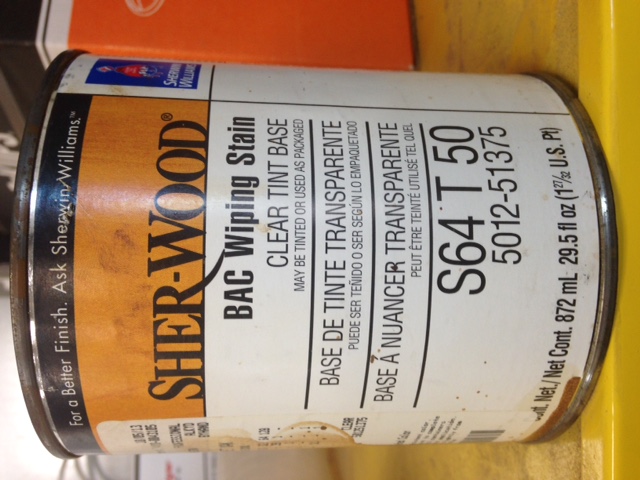 SHERWIN
WILLIAMS
For a Better Finish. Ask Sherwin-Williams.™
SHER-WOOD®
BAC Wiping Stain
CLEAR TINT BASE
MAY BE TINTED OR USED AS PACKAGED
BASE DE TINTE TRANSPARENTE
PUEDE SER TEÑIDO O SER SEGÚN LO EMPAQUETADO
BASE À NUANCER TRANSPARENTE
PEUT ÊTRE TEINTÉ UTILISÉ TEL QUEL
S64 T 50
5012-51375
Cont. Net./Net Cont. 872 mL 29.5 fl oz (1 27/32 U.S. Pt)
CLEAR